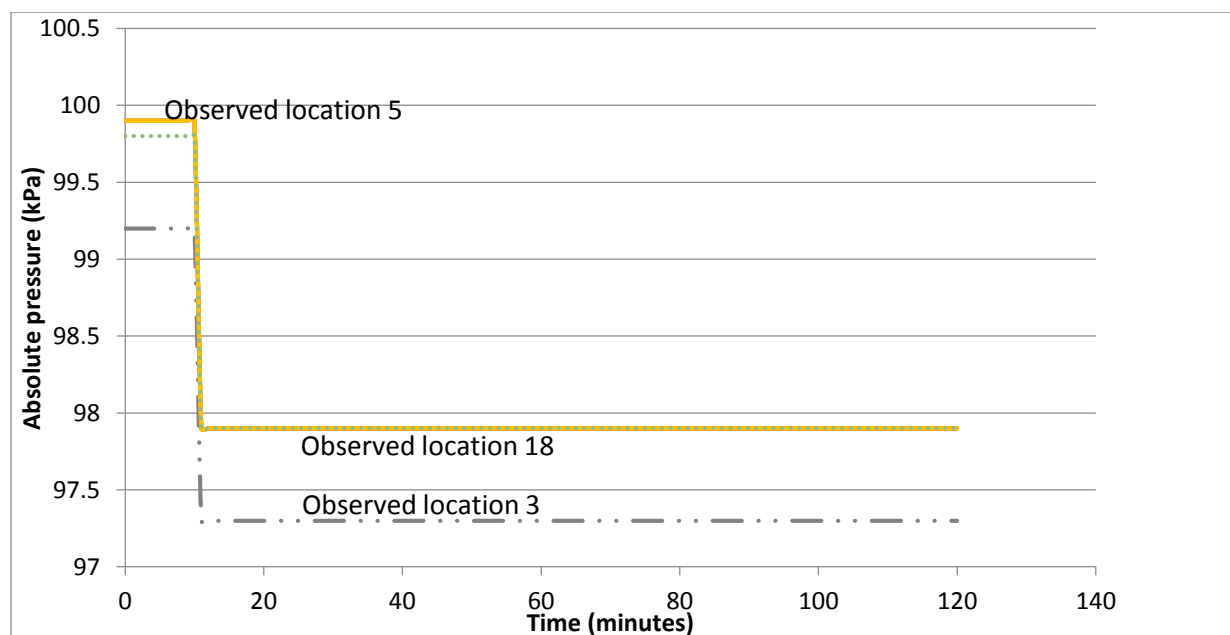 100.5
100
99.5
99
98.5
98
97.5
97
Absolute pressure (kPa)
Observed location 5
Observed location 18
Observed location 3
0 20 40 60 80 100 120 140
Time (minutes)